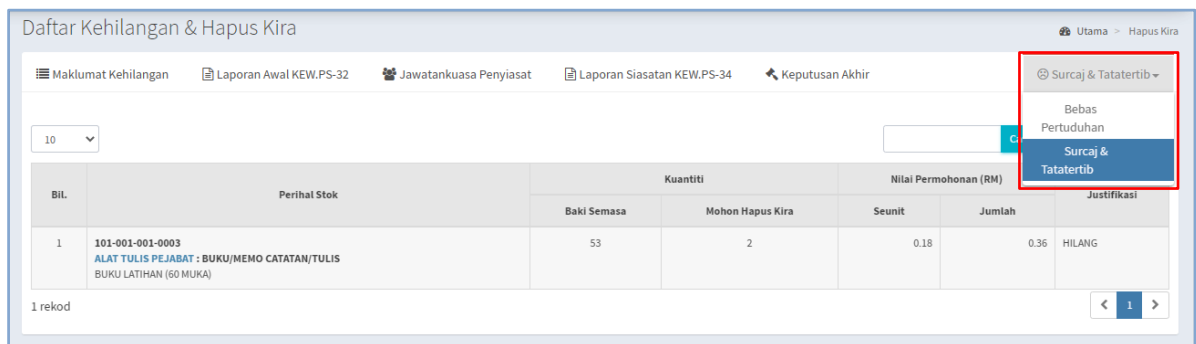 Daftar Kehilangan & Hapus Kira
Utama > Hapus Kira
Maklumat Kehilangan Laporan Awal KEW.PS-32 Jawatankuasa Penyiasat Laporan Siasatan KEW.PS-34 Keputusan Akhir Surcaj & Tatatertib
Bebas
Pertuduhan
Surcaj &
Tatatertib
10
Bil. Perihal Stok Kuantiti Nilai Permohonan (RM) Justifikasi
Baki Semasa Mohon Hapus Kira Seunit Jumlah
1 101-001-001-0003 53 2 0.18 0.36 HILANG
ALAT TULIS PEJABAT : BUKU/MEMO CATATAN/TULIS
BUKU LATIHAN (60 MUKA)
1 rekod
< 1 >